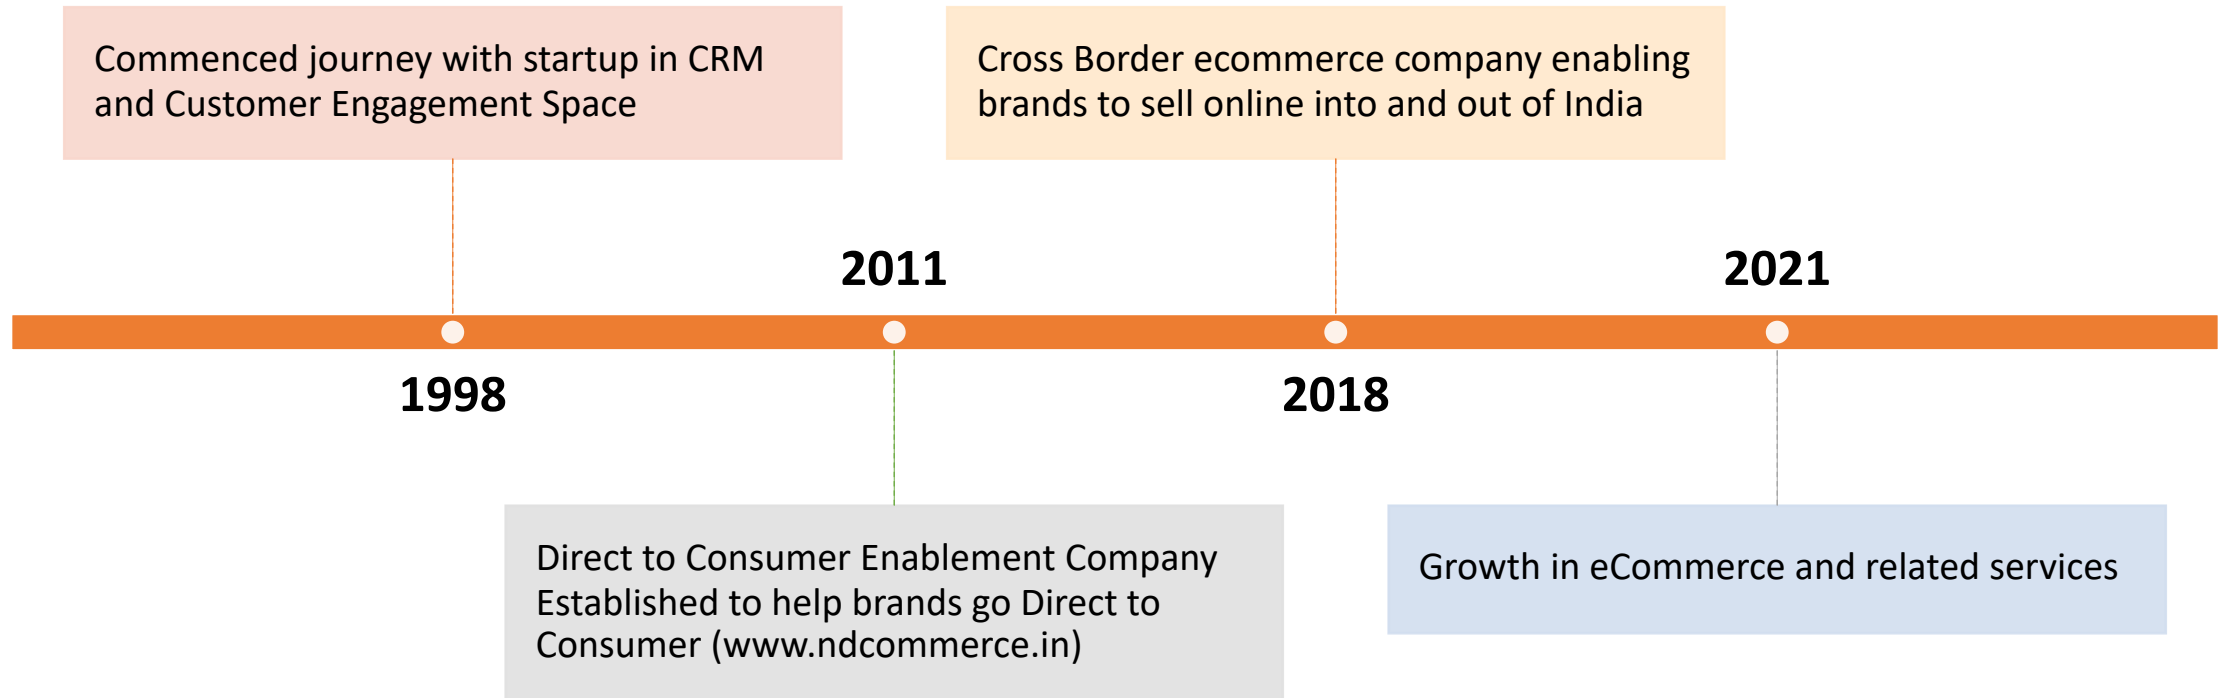 Commenced journey with startup in CRM
and Customer Engagement Space
Cross Border ecommerce company enabling
brands to sell online into and out of India
2011
2021
1998
2018
Direct to Consumer Enablement Company
Established to help brands go Direct to
Consumer (www.ndcommerce.in)
Growth in eCommerce and related services